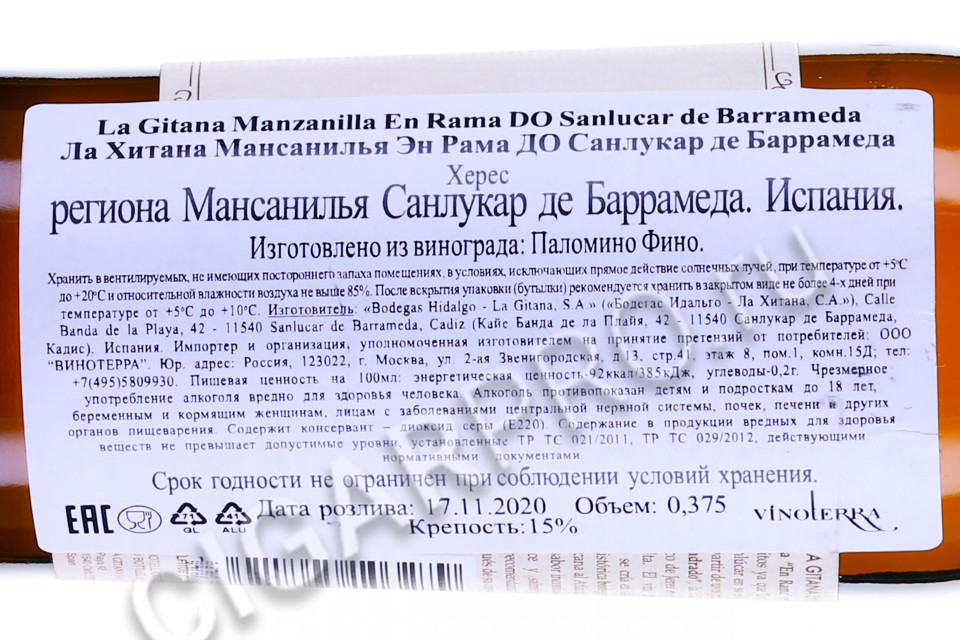 La Gitana Manzanilla En Rama DO Sanlucar de Barrameda
Ла Хитана Мансанилья Эн Рама ДО Санлукар де Баррамеда
Херес
региона Мансанилья Санлукар де Баррамеда. Испания.
Изготовлено из винограда: Паломино Фино.
Хранить в вентилируемых, не имеющих постороннего запаха помещениях, в условиях, исключающих прямое действие солнечных лучей, при температуре от +5°С
до +20°С и относительной влажности воздуха не выше 85%. После вскрытия упаковки (бутылки) рекомендуется хранить в закрытом виде не более 4-х дней при
температуре от +5°С до +10°С. Изготовитель: «Bodegas Hidalgo - La Gitana, S.A.» («Бодегас Идальго - Ла Хитана, С.А.»), Calle
Banda de la Playa, 42 - 11540 Sanlucar de Barrameda, Cadiz (Кайе Банда де ла Плайя, 42 - 11540 Санлукар де Баррамеда,
Кадис), Испания. Импортер и организация, уполномоченная изготовителем на принятие претензий от потребителей: ООО
"ВИНОТЕРРА". Юр. адрес: Россия, 123022, г. Москва, ул. 2-ая Звенигородская, д.13, стр.41, этаж 8, пом.1, комн.15Д; тел:
+7(495)5809930. Пищевая ценность на 100мл: энергетическая ценность-92ккал/385кДж, углеводы-0,2г. Чрезмерное
употребление алкоголя вредно для здоровья человека. Алкоголь противопоказан детям и подросткам до 18 лет,
беременным и кормящим женщинам, лицам с заболеваниями центральной нервной системы, почек, печени и других
органов пищеварения. Содержит консервант – диоксид серы (Е220). Содержание в продукции вредных для здоровья
веществ не превышает допустимые уровни, установленные ТР ТС 021/2011, ТР ТС 029/2012, действующими
нормативными документами.
Срок годности не ограничен при соблюдении условий хранения.
EAC 71 GL 41 ALU Дата розлива: 17.11.2020 Объем: 0,375 VINOTERRA
Крепость: 15%
CIGARPRO.ru